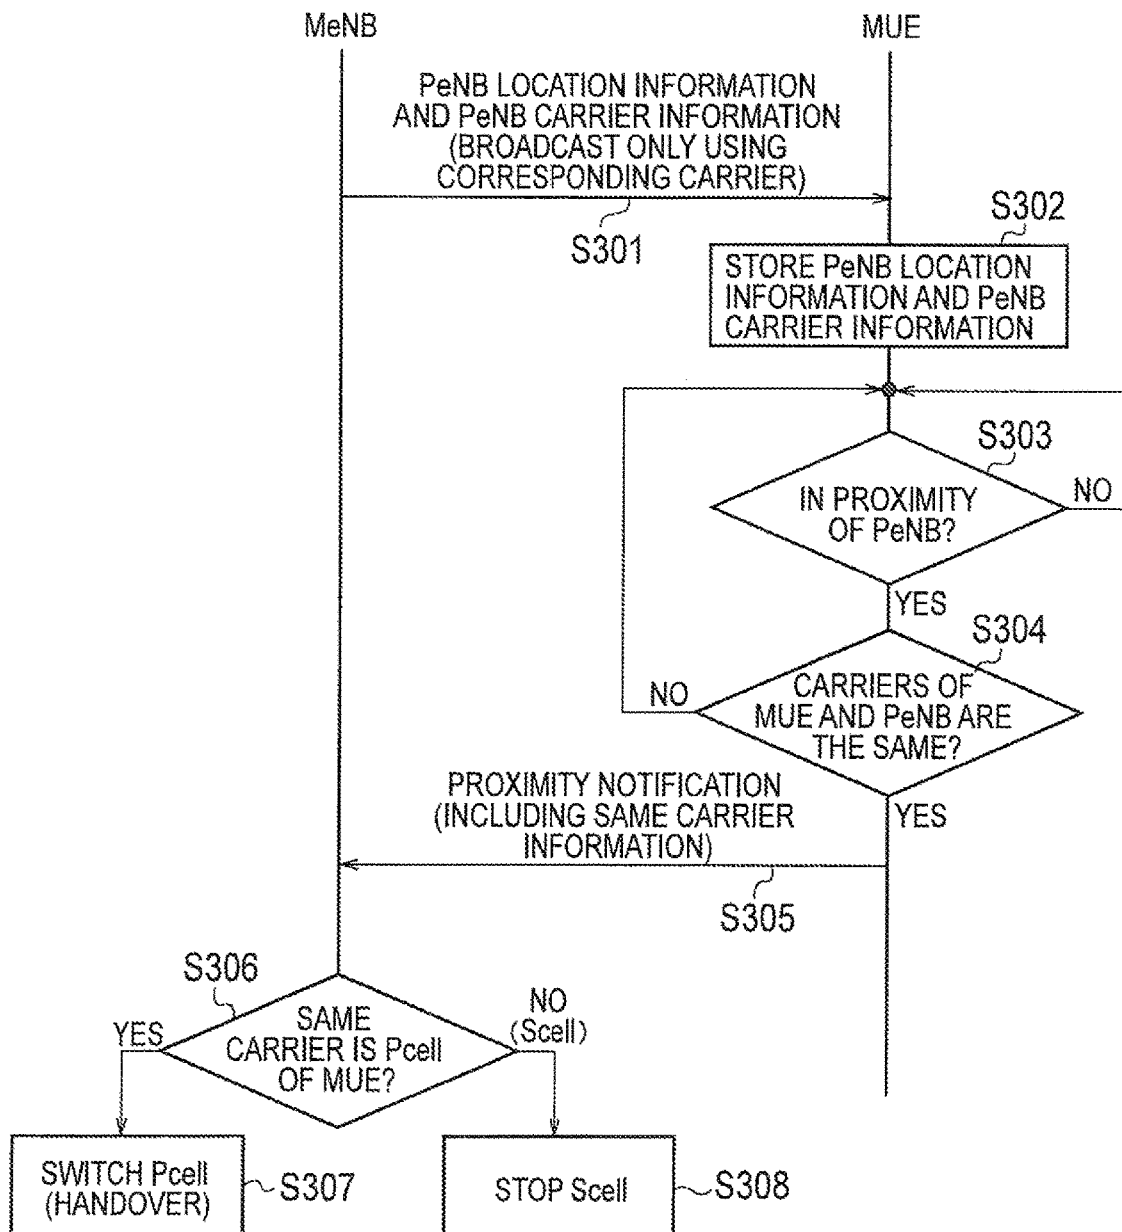 MeNB
MUE
PeNB LOCATION INFORMATION
AND PeNB CARRIER INFORMATION
(BROADCAST ONLY USING
CORRESPONDING CARRIER)
S301
S302
STORE PeNB LOCATION
INFORMATION AND PeNB
CARRIER INFORMATION
S303
IN PROXIMITY
OF PeNB?
NO
YES
S304
CARRIERS OF
MUE AND PeNB ARE
THE SAME?
NO
YES
PROXIMITY NOTIFICATION
(INCLUDING SAME CARRIER
INFORMATION)
S305
S306
SAME
CARRIER IS Pcell
OF MUE?
YES
NO
(Scell)
SWITCH Pcell
(HANDOVER)
S307
STOP Scell
S308